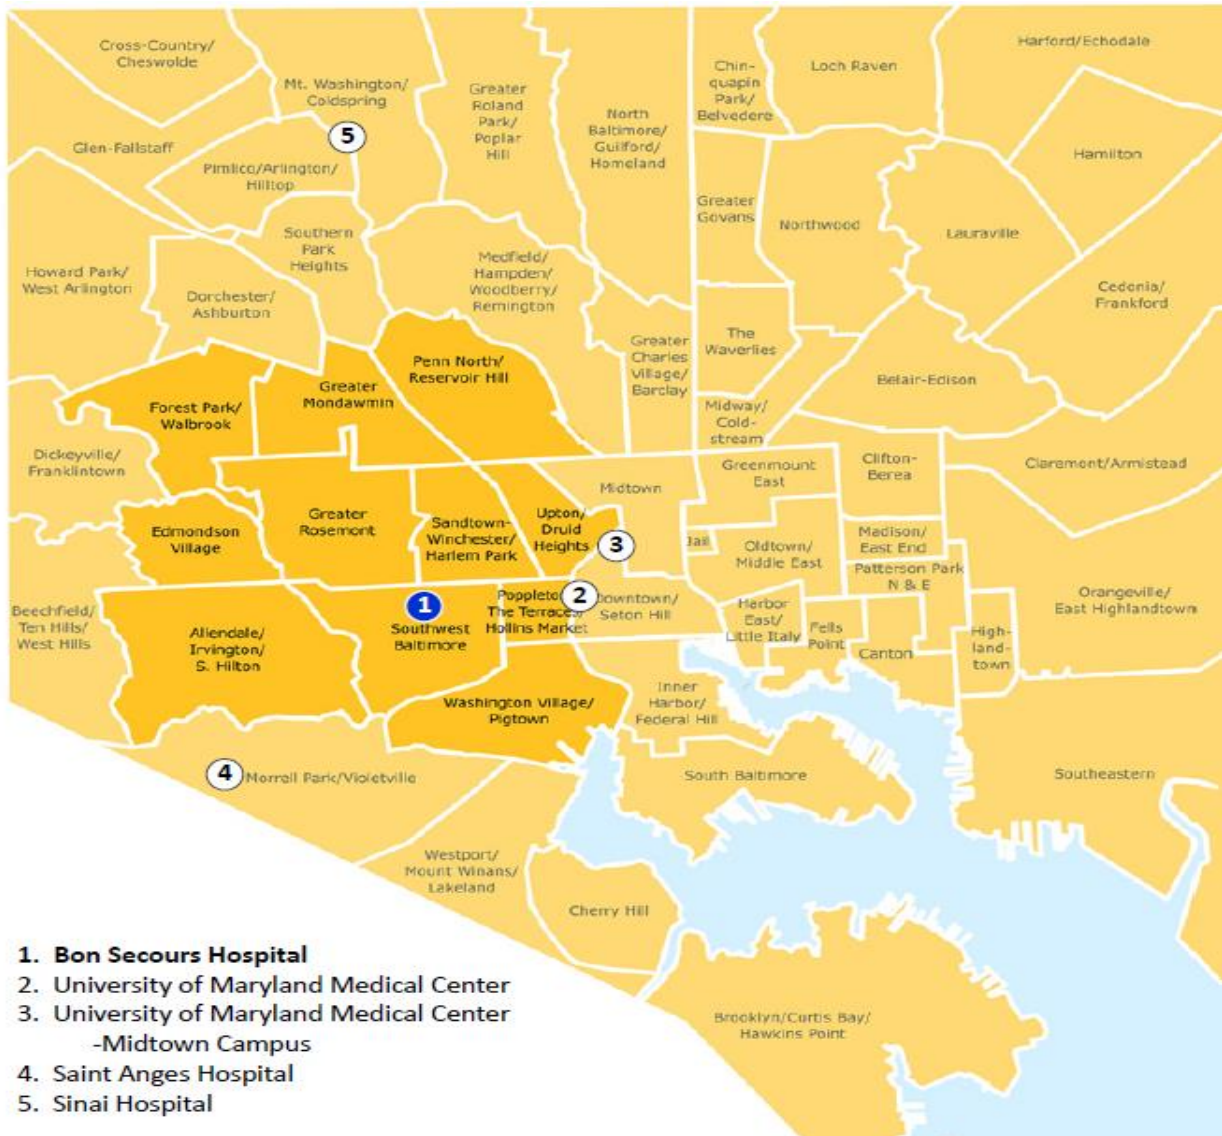 Cross-Country/
Cheswolde
Mt. Washington/
Coldspring
Greater
Roland
Park/
Poplar
Hill
North
Baltimore/
Guilford/
Homeland
Chin-
quapin
Park/
Belvedere
Loch Raven
Harford/Echodale
Glen-Fallstaff
5
Pimlico/Arlington/
Hilltop
Hamilton
Greater
Govans
Northwood
Lauraville
Southern
Park
Heights
Howard Park/
West Arlington
Dorchester/
Ashburton
Medfield/
Hampden/
Woodberry/
Remington
Cedonia/
Frankford
Greater
Charles
Village/
Barclay
The
Waverlies
Belair-Edison
Penn North/
Reservoir Hill
Greater
Mondawmin
Forest Park/
Walbrook
Midway/
Cold-
stream
Dickeyville/
Franklintown
Midtown
Greenmount
East
Clifton-
Berea
Claremont/Armistead
Greater
Rosemont
Sandtown-
Winchester/
Harlem Park
Upton/
Druid
Heights
3
Edmondson
Village
Jail
Oldtown/
Middle East
Madison/
East End
Patterson Park
N & E
Orangeville/
East Highlandtown
Beechfield/
Ten Hills/
West Hills
Allendale/
Irvington/
S. Hilton
1
Southwest
Baltimore
Poppleton/
The Terraces/
Hollins Market
2
Downtown/
Seton Hill
Harbor
East/
Little Italy
Fells
Point
Canton
High-
land-
town
Washington Village/
Pigtown
Inner
Harbor/
Federal Hill
4
Morrell Park/Violetville
South Baltimore
Southeastern
Westport/
Mount Winans/
Lakeland
Cherry Hill
Brooklyn/Curtis Bay/
Hawkins Point
1. Bon Secours Hospital
2. University of Maryland Medical Center
3. University of Maryland Medical Center
-Midtown Campus
4. Saint Anges Hospital
5. Sinai Hospital